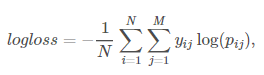 logloss = -\frac{1}{N} \sum_{i=1}^{N} \sum_{j=1}^{M} y_{ij} \log(p_{ij}),